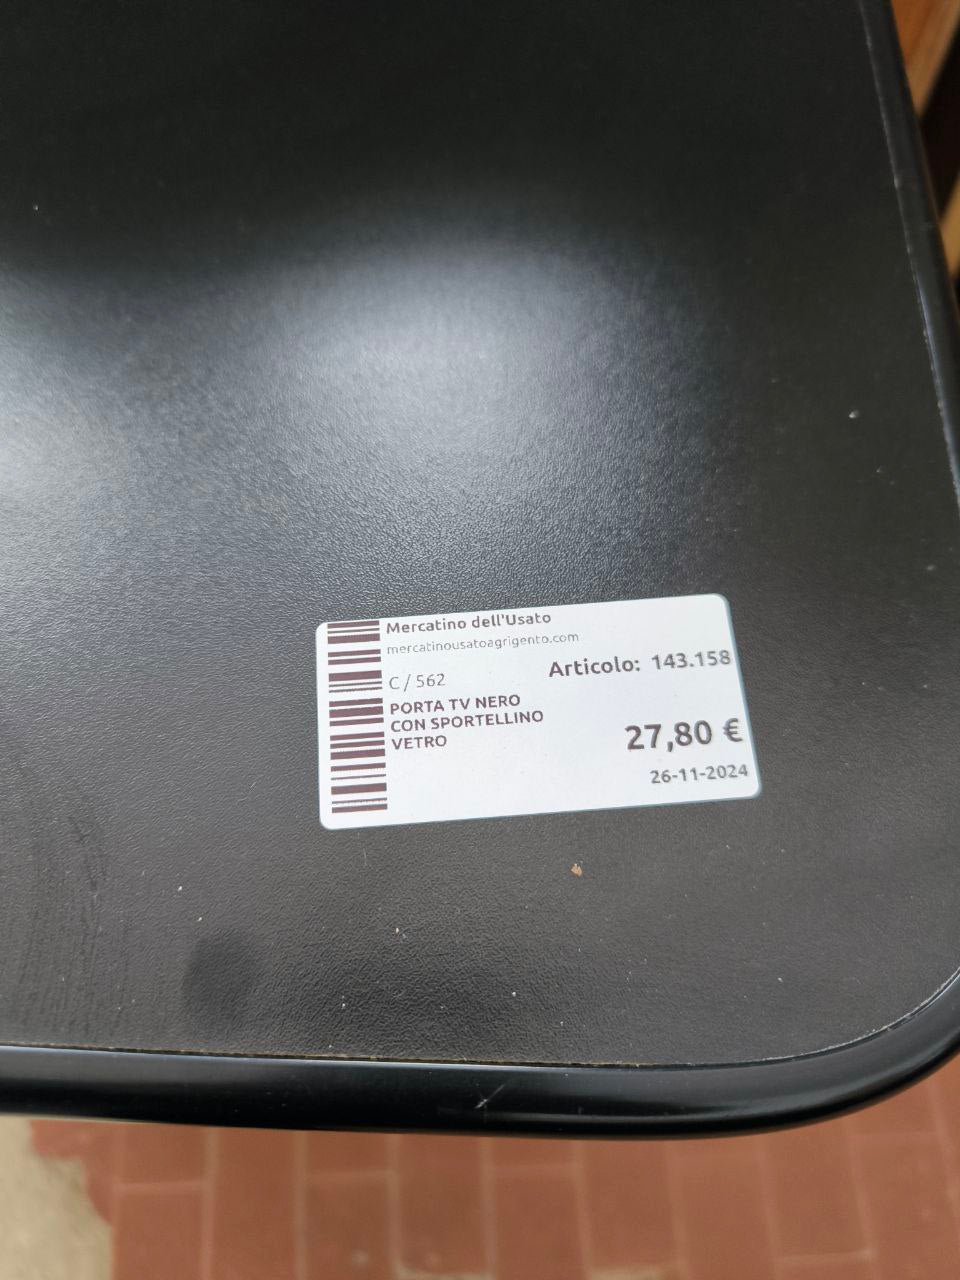 Mercatino dell'Usato
mercatinousatoagrigento.com
Articolo: 143.158
C / 562
PORTA TV NERO
CON SPORTELLINO
VETRO
27,80 €
26-11-2024